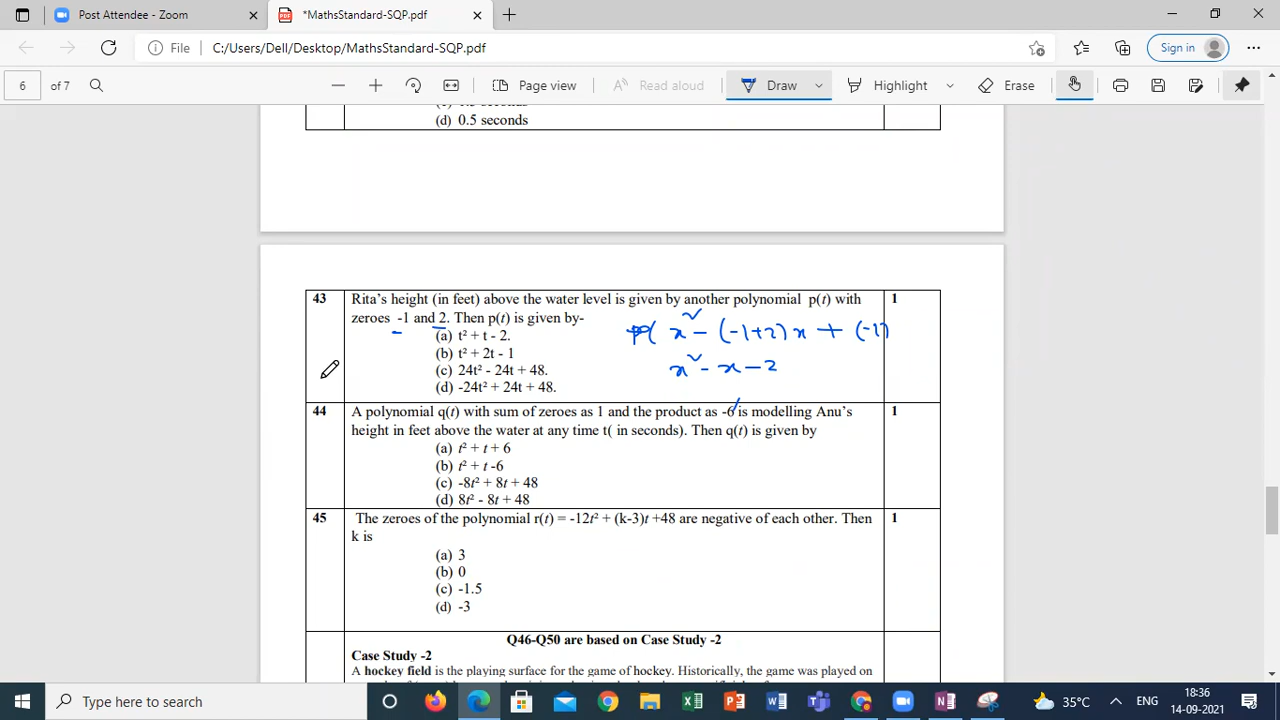 Post Attendee - Zoom
*MathsStandard-SQP.pdf
File
C:/Users/Dell/Desktop/MathsStandard-SQP.pdf
Sign in
6 of 7
Page view
Read aloud
Draw
Highlight
Erase
(d) 0.5 seconds
43 Rita's height (in feet) above the water level is given by another polynomial p(t) with 1
zeroes -1 and 2. Then p(t) is given by-
(a) t² + t - 2.
(b) t² + 2t - 1
(c) 24t² - 24t + 48.
(d) -24t² + 24t + 48.
x² - (-1+2)x + (-1)
x² - x - 2
44 A polynomial q(t) with sum of zeroes as 1 and the product as -6 is modelling Anu's 1
height in feet above the water at any time t( in seconds). Then q(t) is given by
(a) t² + t + 6
(b) t² + t -6
(c) -8t² + 8t + 48
(d) 8t² - 8t + 48
45 The zeroes of the polynomial r(t) = -12t² + (k-3)t +48 are negative of each other. Then 1
k is
(a) 3
(b) 0
(c) -1.5
(d) -3
Q46-Q50 are based on Case Study -2
Case Study -2
A hockey field is the playing surface for the game of hockey. Historically, the game was played on
Type here to search
35°C
ENG
18:36
14-09-2021